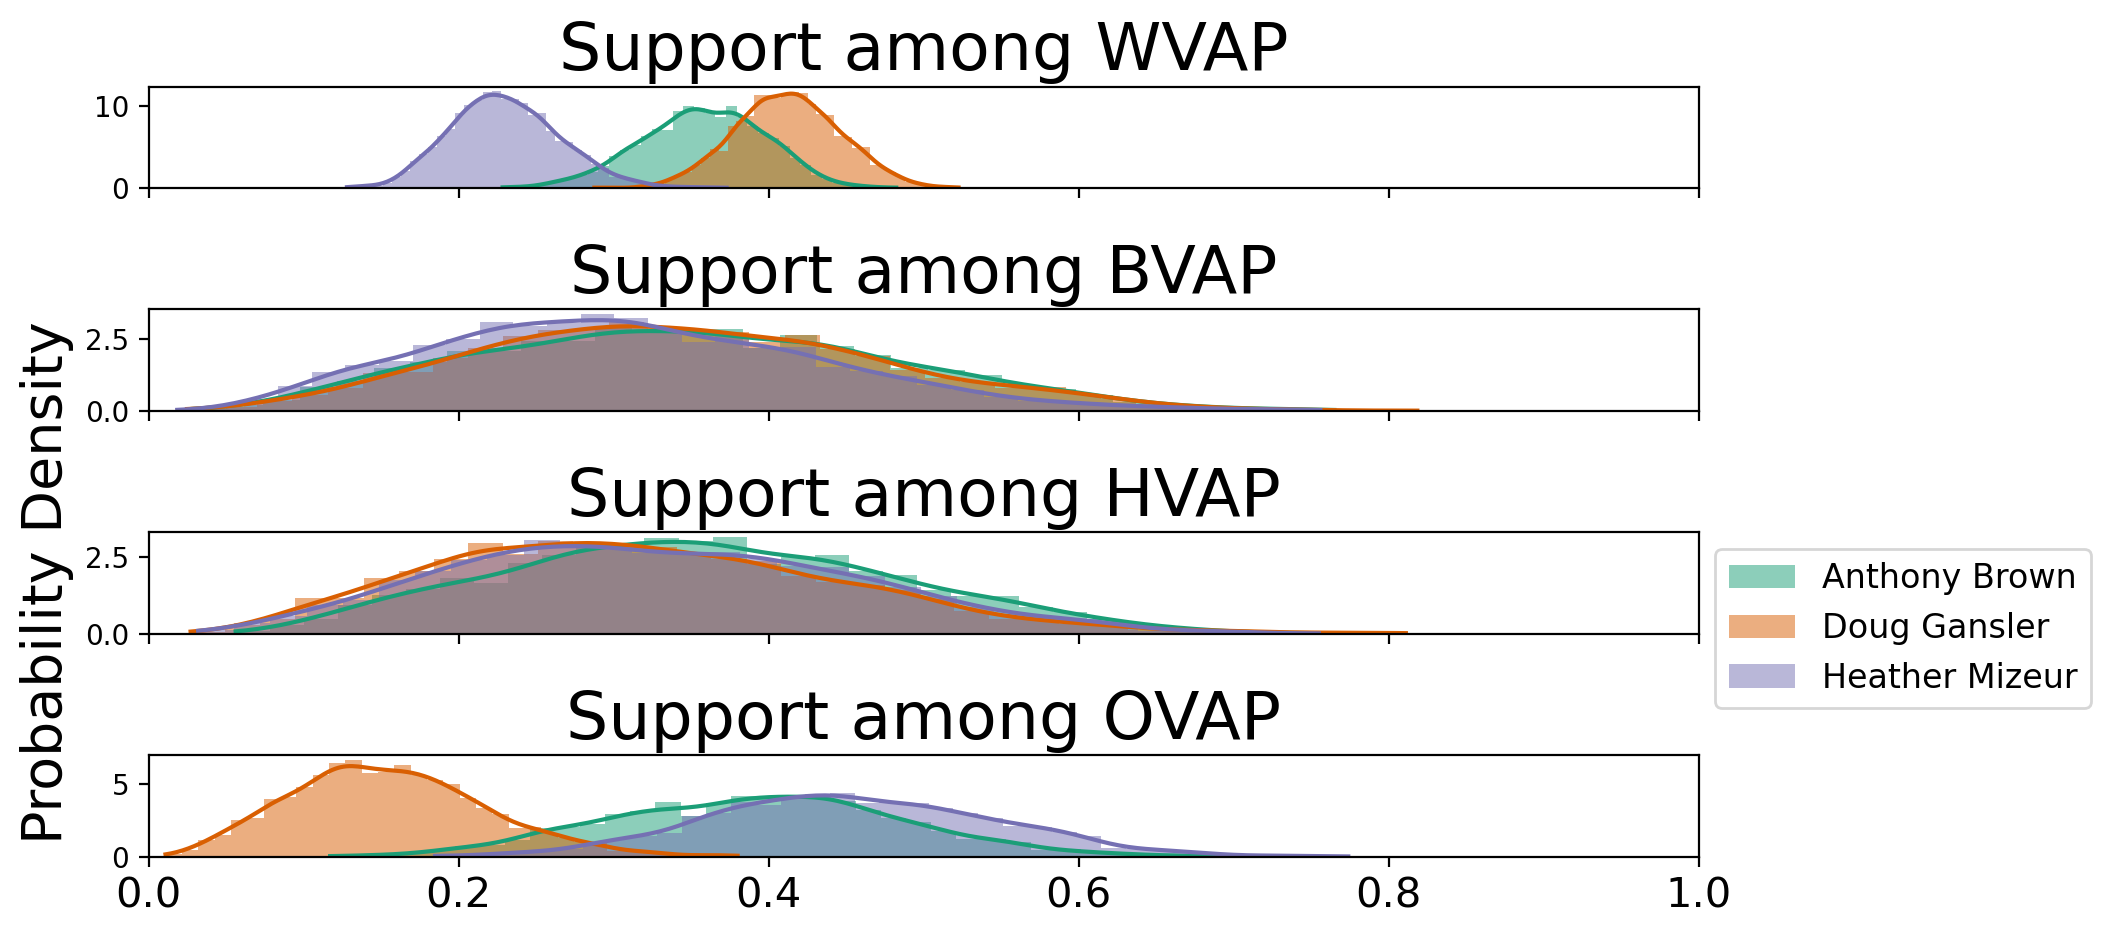 Support among WVAP
10
0
Support among BVAP
2.5
0.0
Support among HVAP
2.5
0.0
Support among OVAP
5
0
0.0 0.2 0.4 0.6 0.8 1.0
Probability Density
Anthony Brown
Doug Gansler
Heather Mizeur